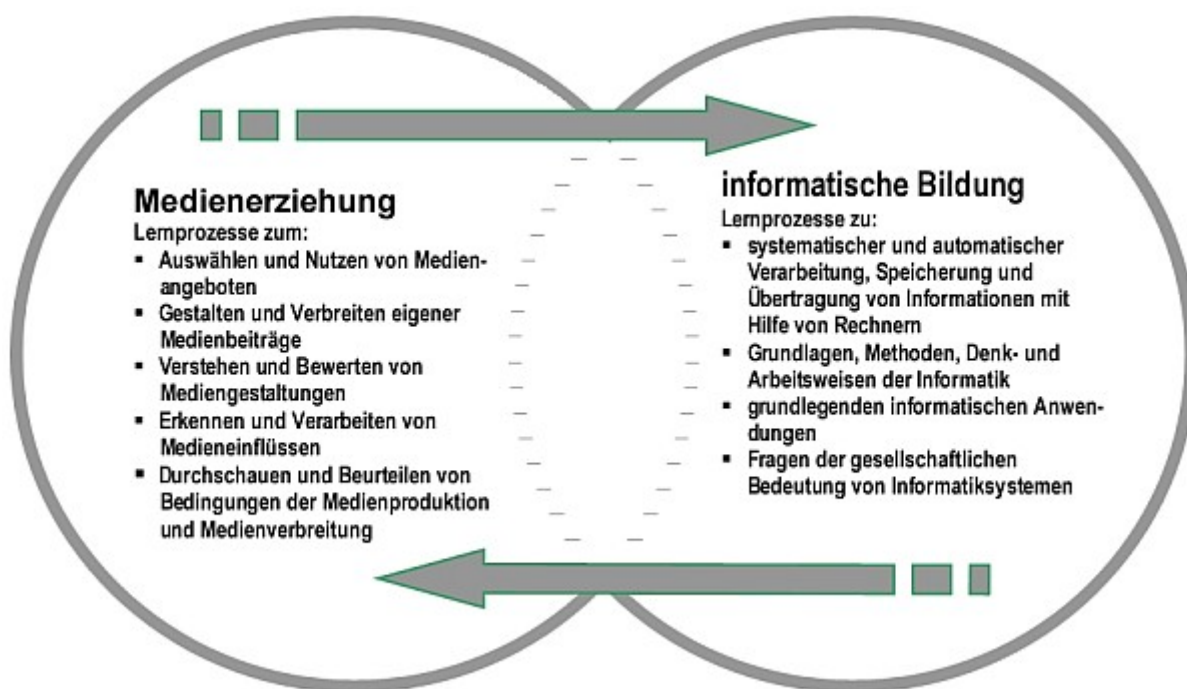 Medienerziehung
Lernprozesse zum:
▪ Auswählen und Nutzen von Medien-
angeboten
▪ Gestalten und Verbreiten eigener
Medienbeiträge
▪ Verstehen und Bewerten von
Mediengestaltungen
▪ Erkennen und Verarbeiten von
Medieneinflüssen
▪ Durchschauen und Beurteilen von
Bedingungen der Medienproduktion
und Medienverbreitung
informatische Bildung
Lernprozesse zu:
▪ systematischer und automatischer
Verarbeitung, Speicherung und
Übertragung von Informationen mit
Hilfe von Rechnern
▪ Grundlagen, Methoden, Denk- und
Arbeitsweisen der Informatik
▪ grundlegenden informatischen Anwen-
dungen
▪ Fragen der gesellschaftlichen
Bedeutung von Informatiksystemen